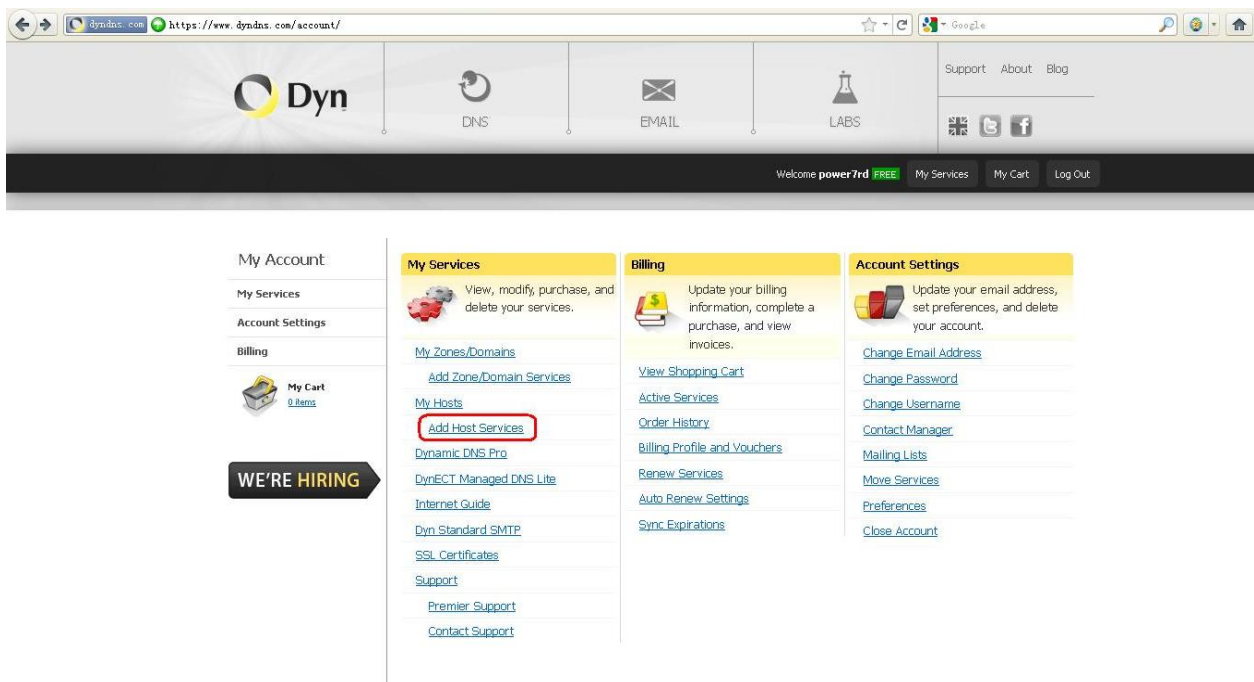 dyndns.com https://www.dyndns.com/account/
Google
Dyn
DNS
EMAIL
LABS
Support About Blog
Welcome power7rd FREE My Services My Cart Log Out
My Account
My Services
Account Settings
Billing
My Cart
0 items
WE'RE HIRING
My Services
View, modify, purchase, and
delete your services.
My Zones/Domains
Add Zone/Domain Services
My Hosts
Add Host Services
Dynamic DNS Pro
DynECT Managed DNS Lite
Internet Guide
Dyn Standard SMTP
SSL Certificates
Support
Premier Support
Contact Support
Billing
Update your billing
information, complete a
purchase, and view
invoices.
View Shopping Cart
Active Services
Order History
Billing Profile and Vouchers
Renew Services
Auto Renew Settings
Sync Expirations
Account Settings
Update your email address,
set preferences, and delete
your account.
Change Email Address
Change Password
Change Username
Contact Manager
Mailing Lists
Move Services
Preferences
Close Account